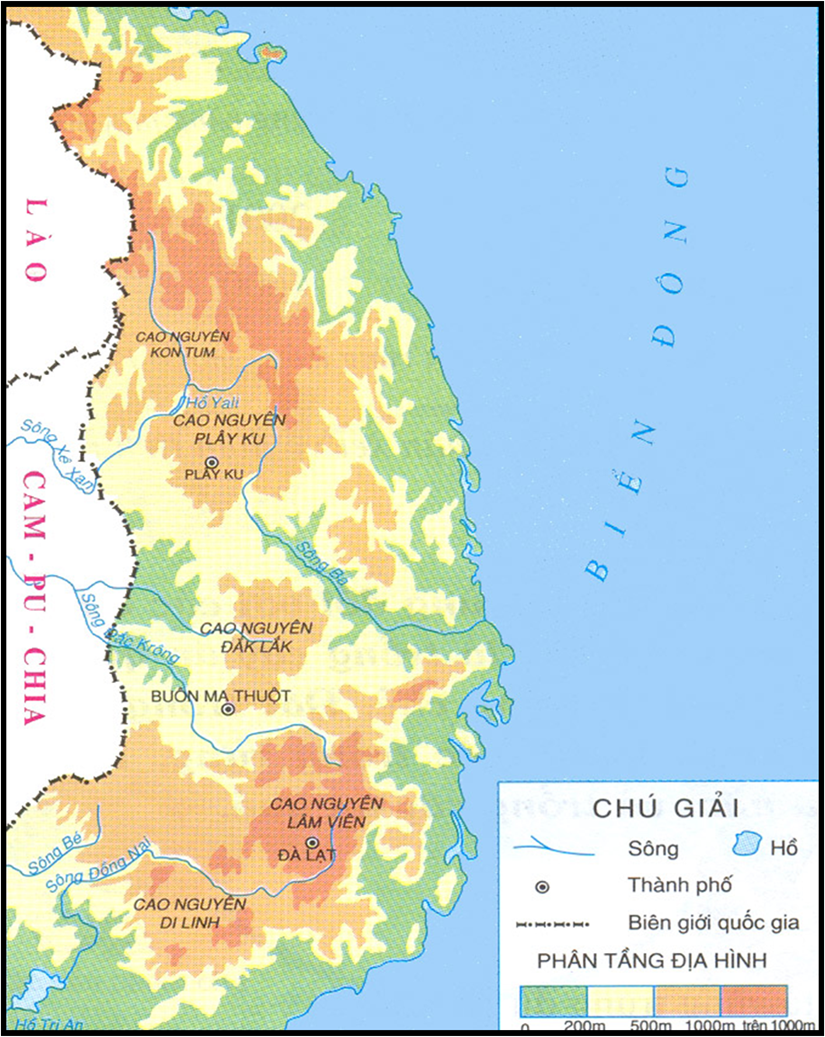 LÀO
BIỂN ĐÔNG
CAO NGUYÊN
KON TUM
Hồ Yali
CAO NGUYÊN
PLÂY KU
PLÂY KU
Sông Xê Xan
CAM - PU - CHIA
Sông Ba
CAO NGUYÊN
ĐẮK LẮK
Sông Đắc Krông
BUÔN MA THUỘT
CAO NGUYÊN
LÂM VIÊN
ĐÀ LẠT
Sông Bé
Sông Đồng Nai
CAO NGUYÊN
DI LINH
Hồ Trị An
CHÚ GIẢI
Sông
Hồ
Thành phố
Biên giới quốc gia
PHÂN TẦNG ĐỊA HÌNH
0 200m 500m 1000m trên 1000m